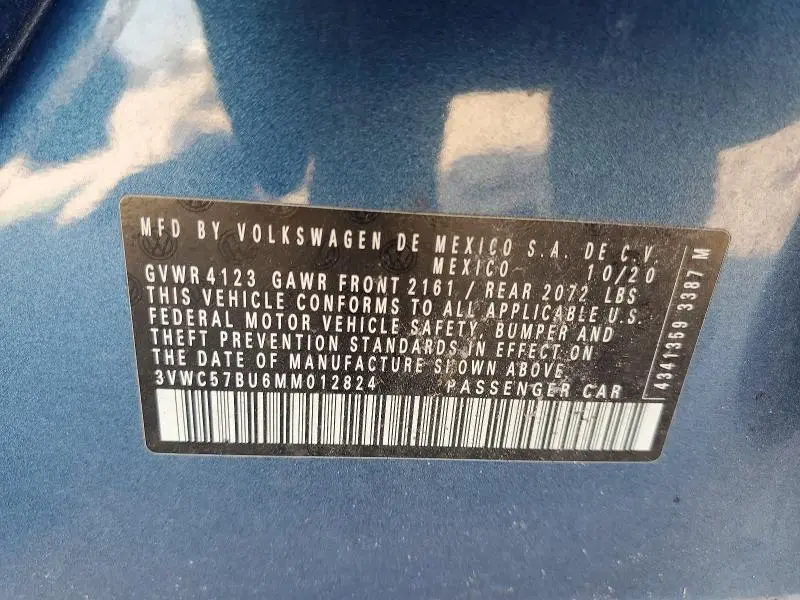 MFD BY VOLKSWAGEN DE MEXICO S.A. DE C.V.
MEXICO 10/20
GVWR 4123 GAWR FRONT 2161 / REAR 2072 LBS
THIS VEHICLE CONFORMS TO ALL APPLICABLE U.S.
FEDERAL MOTOR VEHICLE SAFETY, BUMPER AND
THEFT PREVENTION STANDARDS IN EFFECT ON
THE DATE OF MANUFACTURE SHOWN ABOVE.
3VWC57BU6MM012824 PASSENGER CAR
4341359 3387 M